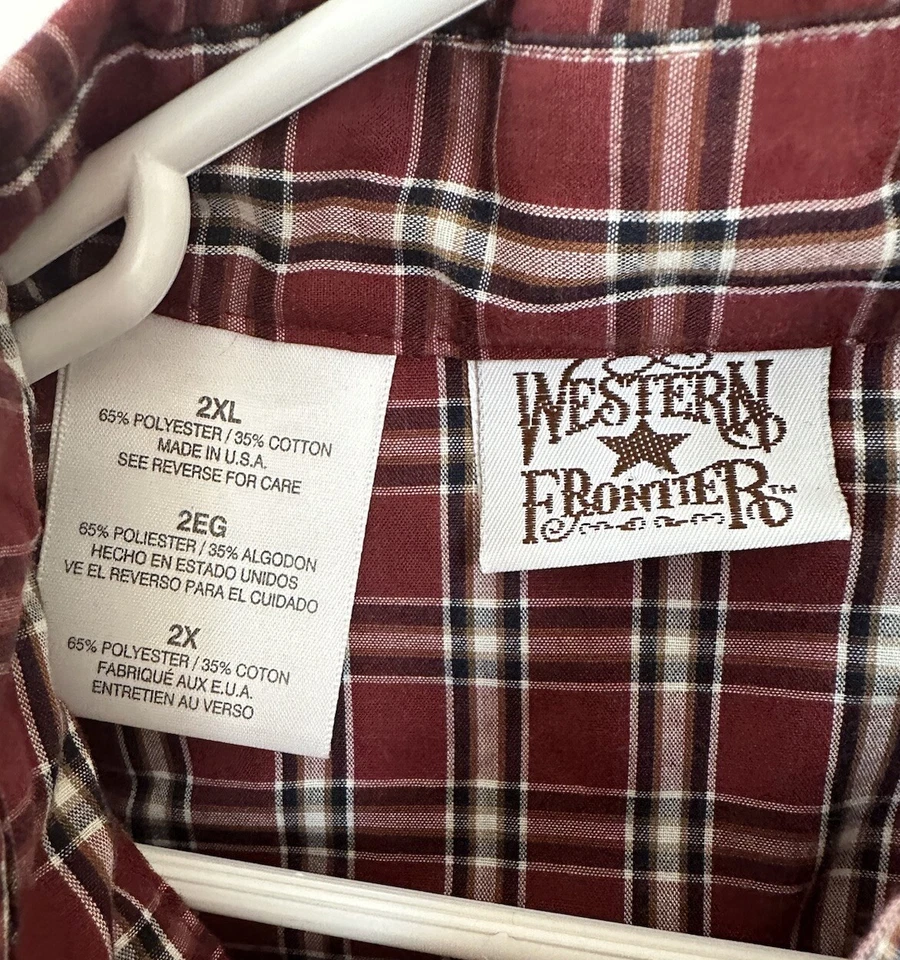 2XL
65% POLYESTER / 35% COTTON
MADE IN U.S.A.
SEE REVERSE FOR CARE
2EG
65% POLIESTER / 35% ALGODON
HECHO EN ESTADO UNIDOS
VE EL REVERSO PARA EL CUIDADO
2X
65% POLYESTER / 35% COTON
FABRIQUÉ AUX E.U.A.
ENTRETIEN AU VERSO
WESTERN
FRONTIER™